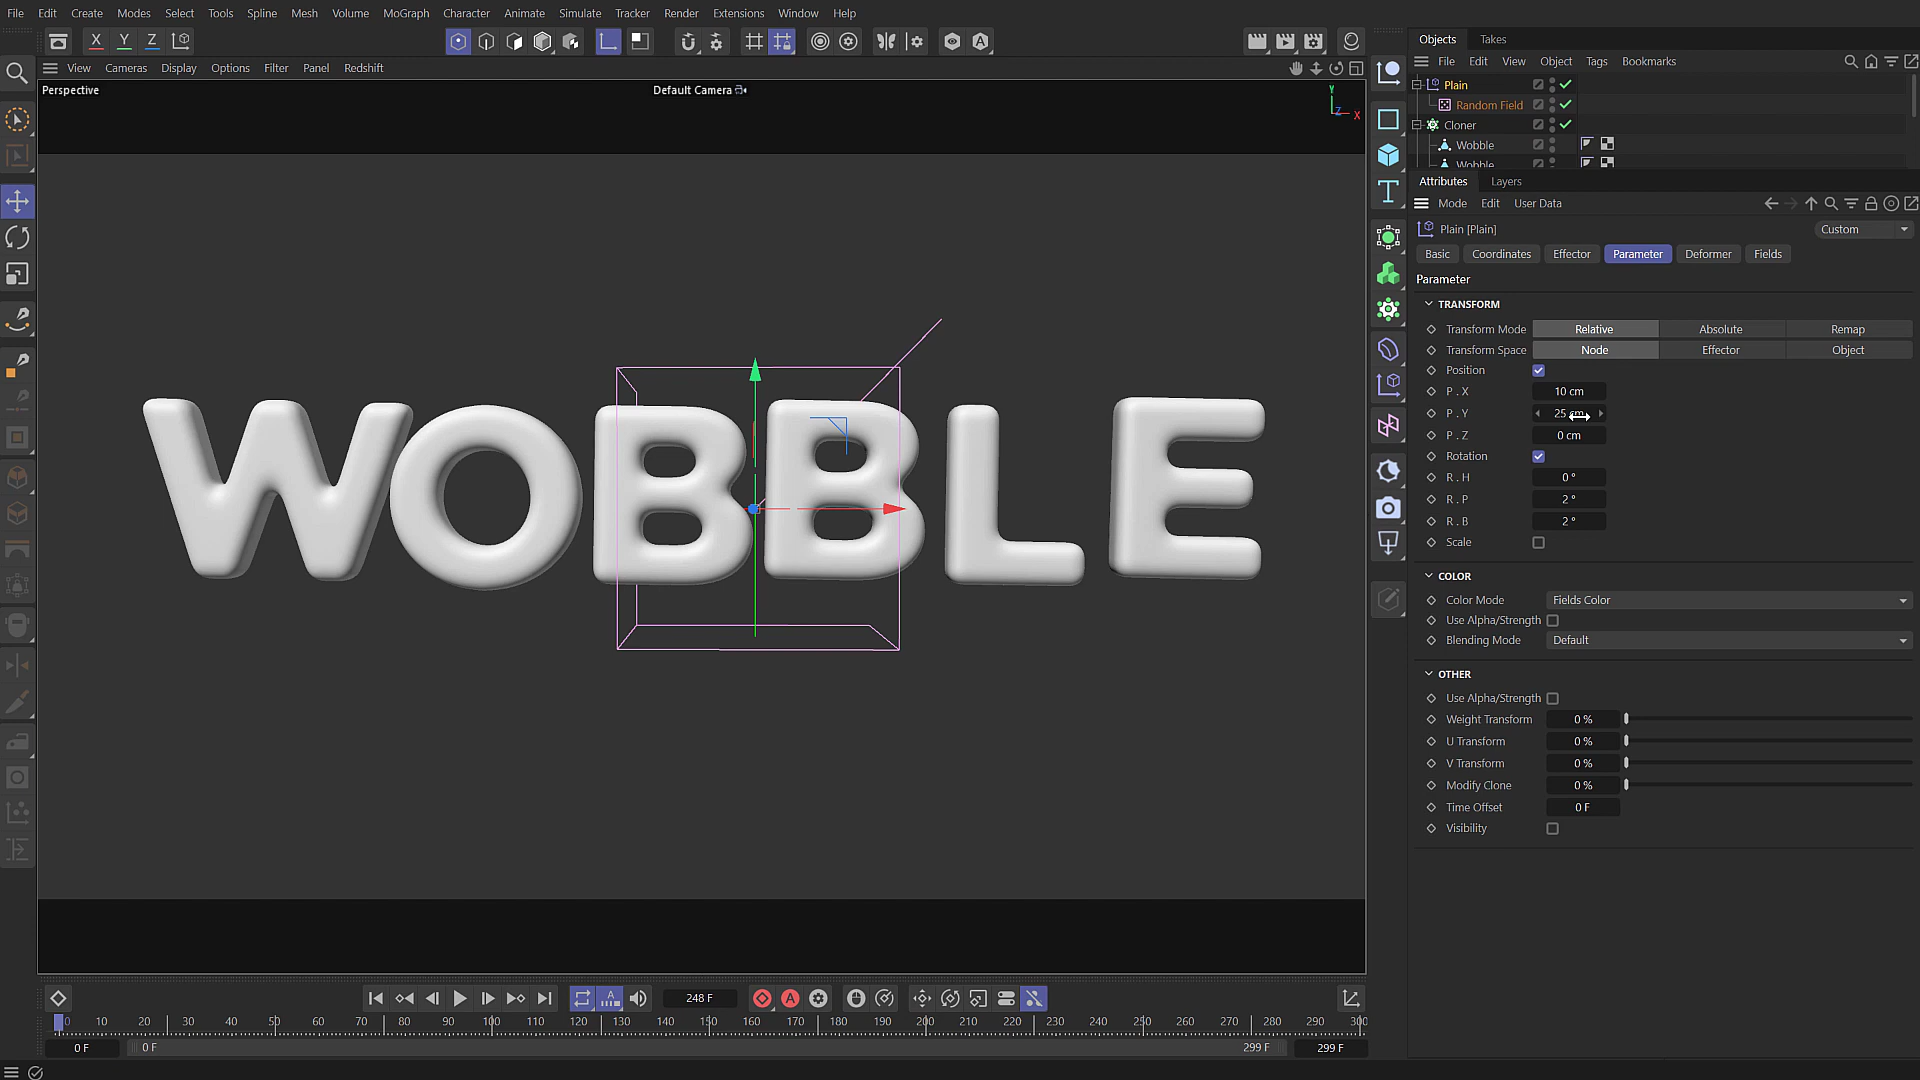 File Edit Create Modes Select Tools Spline Mesh Volume MoGraph Character Animate Simulate Tracker Render Extensions Window Help
X Y Z
View Cameras Display Options Filter Panel Redshift
Perspective
Default Camera
Y
Z
X
WOBBLE
248 F
0 10 20 30 40 50 60 70 80 90 100 110 120 130 140 150 160 170 180 190 200 210 220 230 240 250 260 270 280 290 300
0 F
0 F
299 F
299 F
Objects Takes
File Edit View Object Tags Bookmarks
Plain
Random Field
Cloner
Wobble
Wobble
Attributes Layers
Mode Edit User Data
Plain [Plain]
Custom
Basic Coordinates Effector Parameter Deformer Fields
Parameter
TRANSFORM
Transform Mode Relative Absolute Remap
Transform Space Node Effector Object
Position
P . X 10 cm
P . Y 25 cm
P . Z 0 cm
Rotation
R . H 0 °
R . P 2 °
R . B 2 °
Scale
COLOR
Color Mode Fields Color
Use Alpha/Strength
Blending Mode Default
OTHER
Use Alpha/Strength
Weight Transform 0 %
U Transform 0 %
V Transform 0 %
Modify Clone 0 %
Time Offset 0 F
Visibility